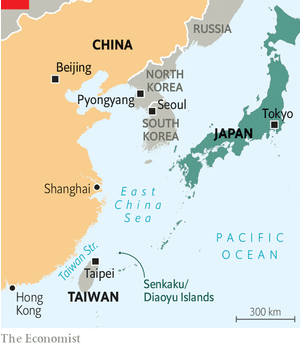 RUSSIA
CHINA
Beijing
NORTH
KOREA
Pyongyang
Seoul
SOUTH
KOREA
JAPAN
Tokyo
Shanghai
East
China
Sea
PACIFIC
OCEAN
Taiwan Str.
Taipei
Senkaku/
Diaoyu Islands
Hong
Kong
TAIWAN
300 km
The Economist